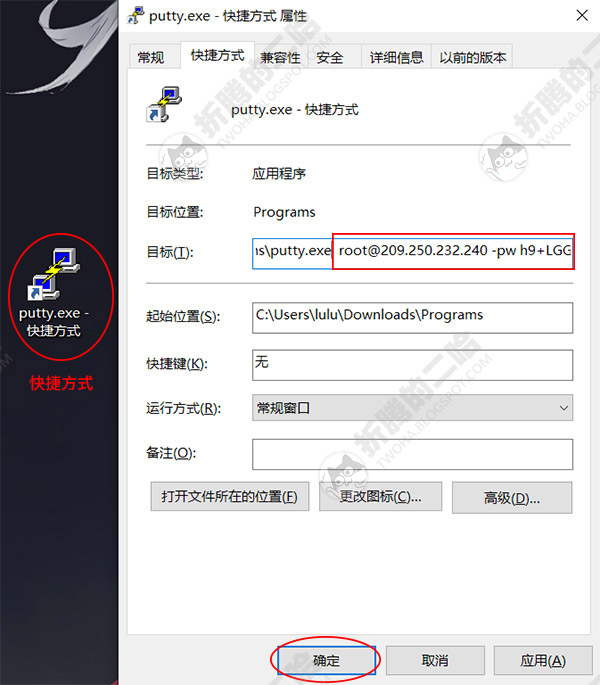 putty.exe - 快捷方式 属性
常规 快捷方式 兼容性 安全 详细信息 以前的版本
putty.exe - 快捷方式
目标类型: 应用程序
目标位置: Programs
目标(T): ns\putty.exe root@209.250.232.240 -pw h9+LGG
起始位置(S): C:\Users\lulu\Downloads\Programs
快捷键(K): 无
运行方式(R): 常规窗口
备注(O):
打开文件所在的位置(F) 更改图标(C)... 高级(D)...
确定 取消 应用(A)
putty.exe -
快捷方式
快捷方式
折腾的二哈
TWOHA.BLOGSPOT.COM